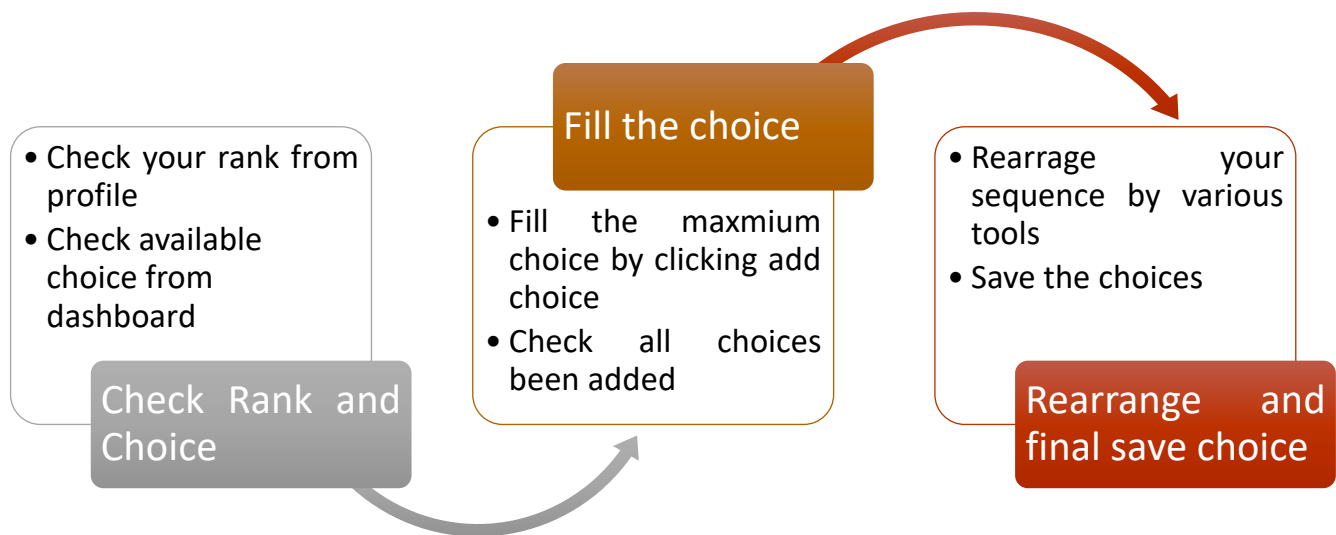 • Check your rank from
profile
• Check available
choice from
dashboard
Check Rank and
Choice
Fill the choice
• Fill the maxmium
choice by clicking add
choice
• Check all choices
been added
• Rearrage your
sequence by various
tools
• Save the choices
Rearrange and
final save choice